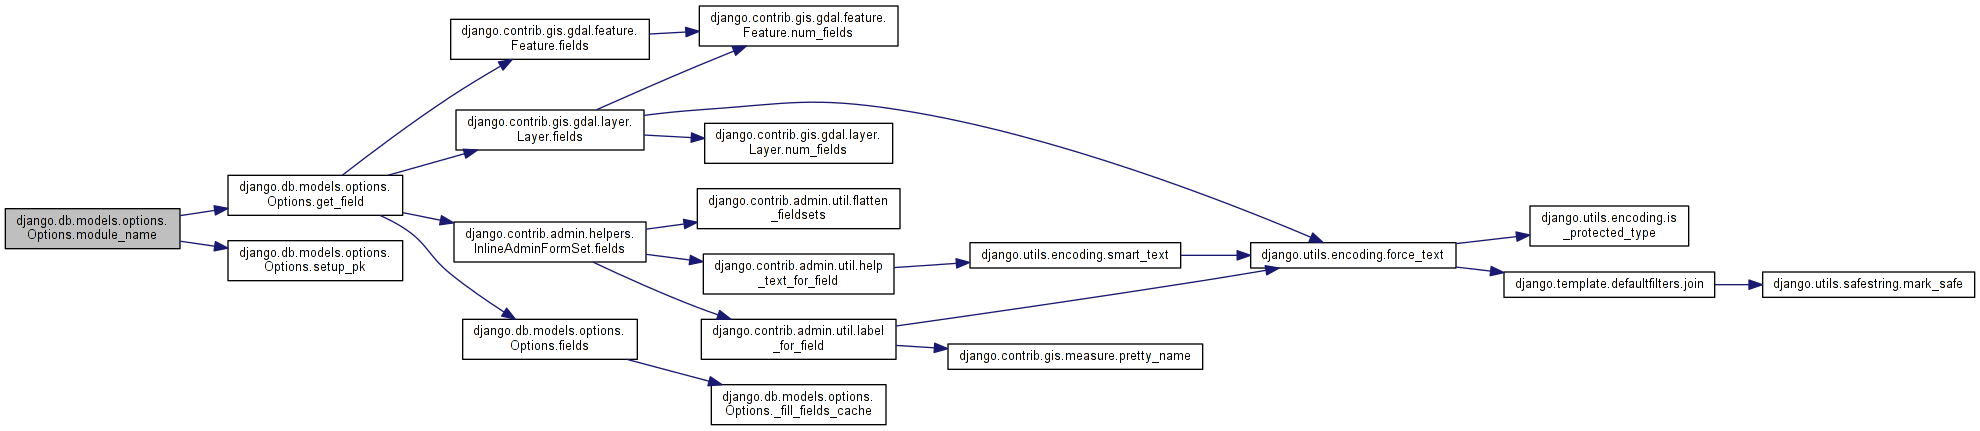 django.db.models.options.
Options.module_name
django.db.models.options.
Options.get_field
django.db.models.options.
Options.setup_pk
django.contrib.gis.gdal.feature.
Feature.fields
django.contrib.gis.gdal.layer.
Layer.fields
django.contrib.admin.helpers.
InlineAdminFormSet.fields
django.db.models.options.
Options.fields
django.contrib.gis.gdal.feature.
Feature.num_fields
django.contrib.gis.gdal.layer.
Layer.num_fields
django.contrib.admin.util.flatten
_fieldsets
django.contrib.admin.util.help
_text_for_field
django.contrib.admin.util.label
_for_field
django.db.models.options.
Options._fill_fields_cache
django.utils.encoding.smart_text
django.contrib.gis.measure.pretty_name
django.utils.encoding.force_text
django.utils.encoding.is
_protected_type
django.template.defaultfilters.join
django.utils.safestring.mark_safe